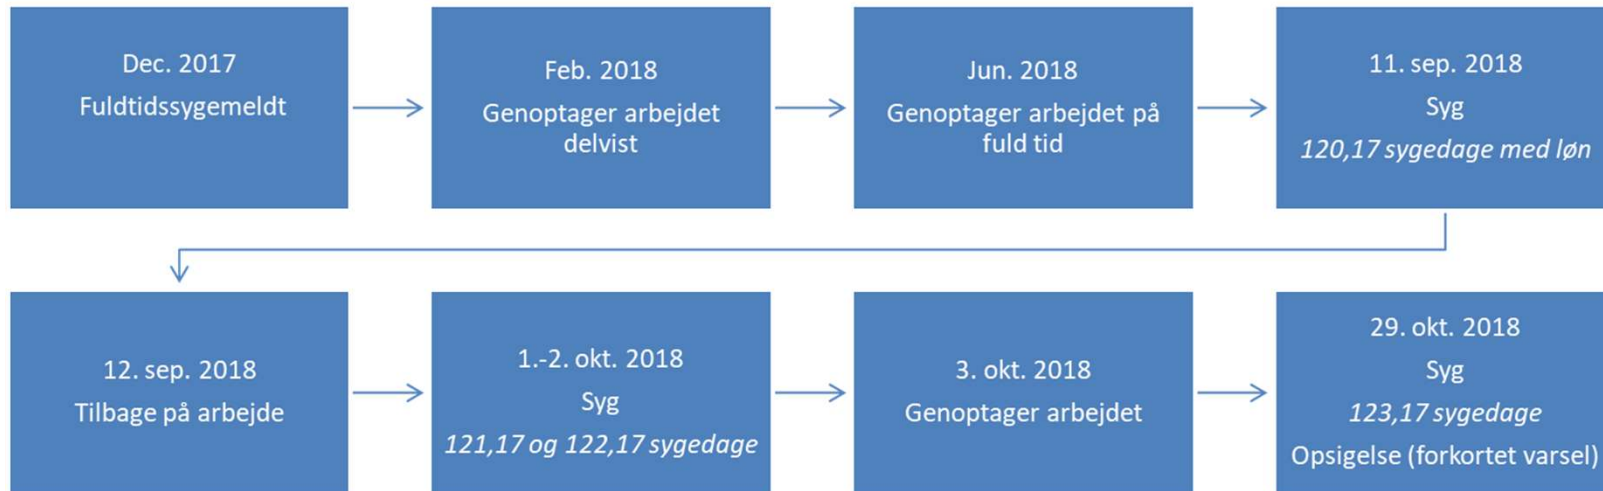 Dec. 2017
Fuldtidssygemeldt
Feb. 2018
Genoptager arbejdet
delvist
Jun. 2018
Genoptager arbejdet på
fuld tid
11. sep. 2018
Syg
120,17 sygedage med løn
12. sep. 2018
Tilbage på arbejde
1.-2. okt. 2018
Syg
121,17 og 122,17 sygedage
3. okt. 2018
Genoptager arbejdet
29. okt. 2018
Syg
123,17 sygedage
Opsigelse (forkortet varsel)